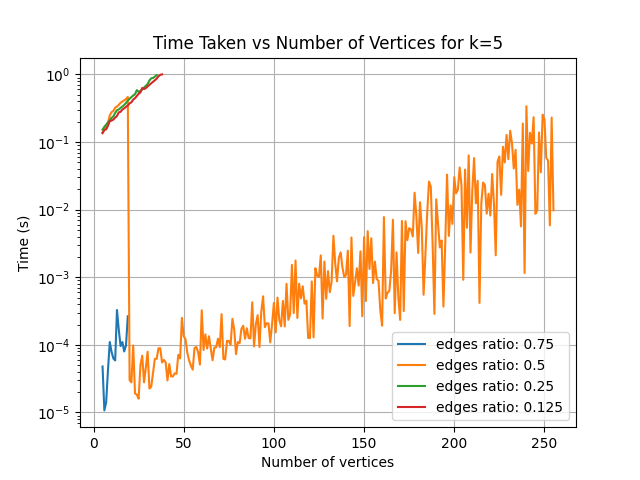 Time Taken vs Number of Vertices for k=5
10⁰
10⁻¹
10⁻²
10⁻³
10⁻⁴
10⁻⁵
Time (s)
0 50 100 150 200 250
Number of vertices
edges ratio: 0.75
edges ratio: 0.5
edges ratio: 0.25
edges ratio: 0.125